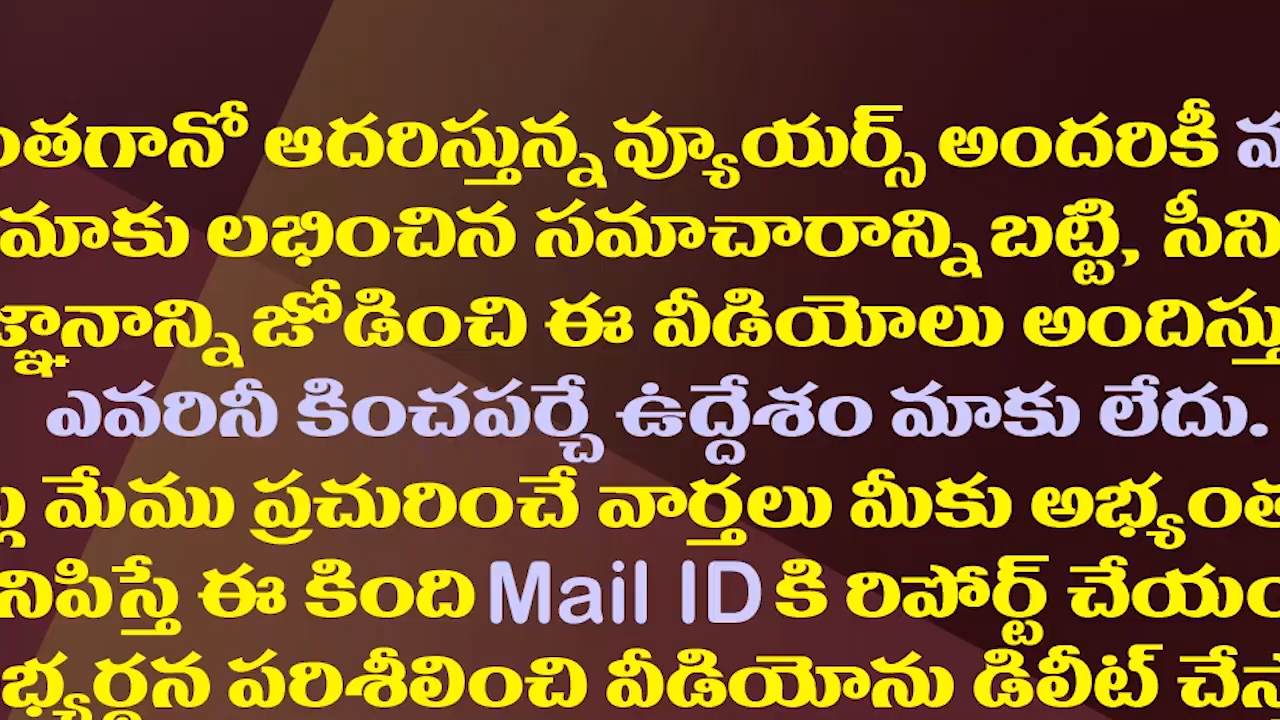 ఆదరిస్తున్న వ్యూయర్స్ అందరికీ
మాకు లభించిన సమాచారాన్ని బట్టి,
జోడించి ఈ వీడియోలు
ఎవరినీ కించపర్చే ఉద్దేశం మాకు లేదు.
మేము ప్రచురించే వార్తలు మీకు
ఈ కింది Mail ID కి రిపోర్ట్
పరిశీలించి వీడియోను డిలీట్